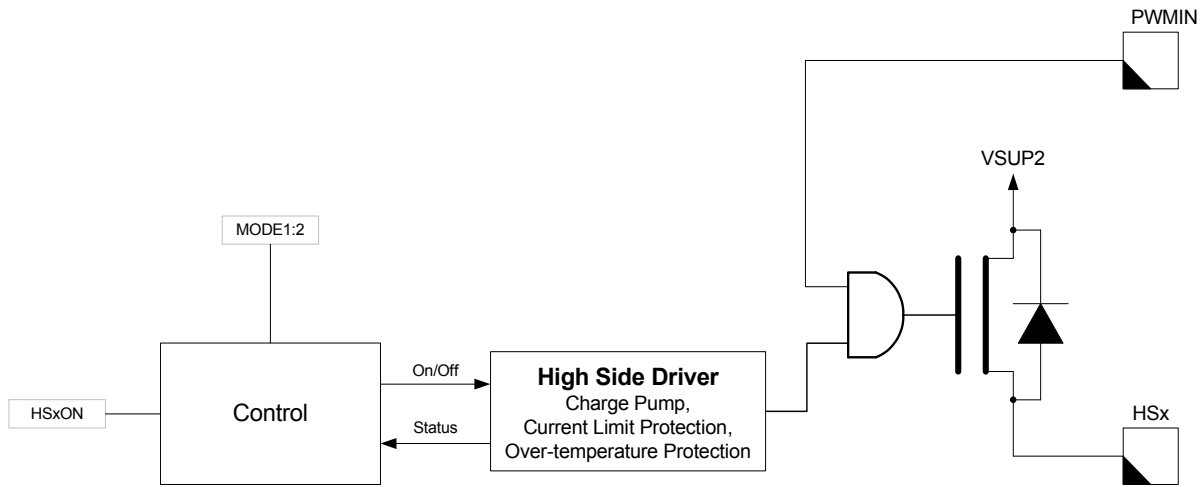 PWMIN
VSUP2
MODE1:2
On/Off
High Side Driver
Charge Pump,
Current Limit Protection,
Over-temperature Protection
HSxON
Control
Status
HSx